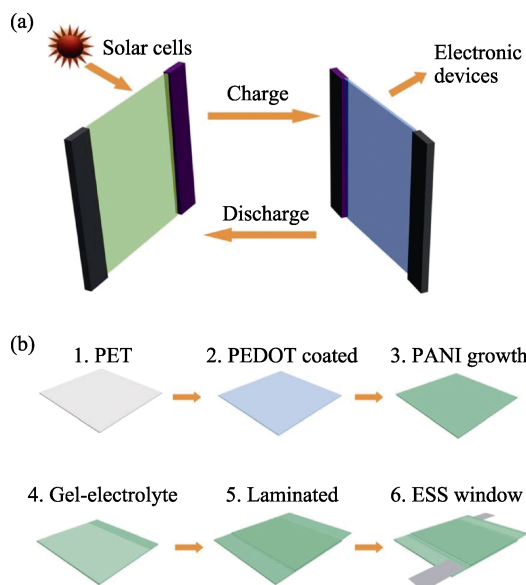 (a)
Solar cells
Electronic
devices
Charge
Discharge
(b)
1. PET
2. PEDOT coated
3. PANI growth
4. Gel-electrolyte
5. Laminated
6. ESS window